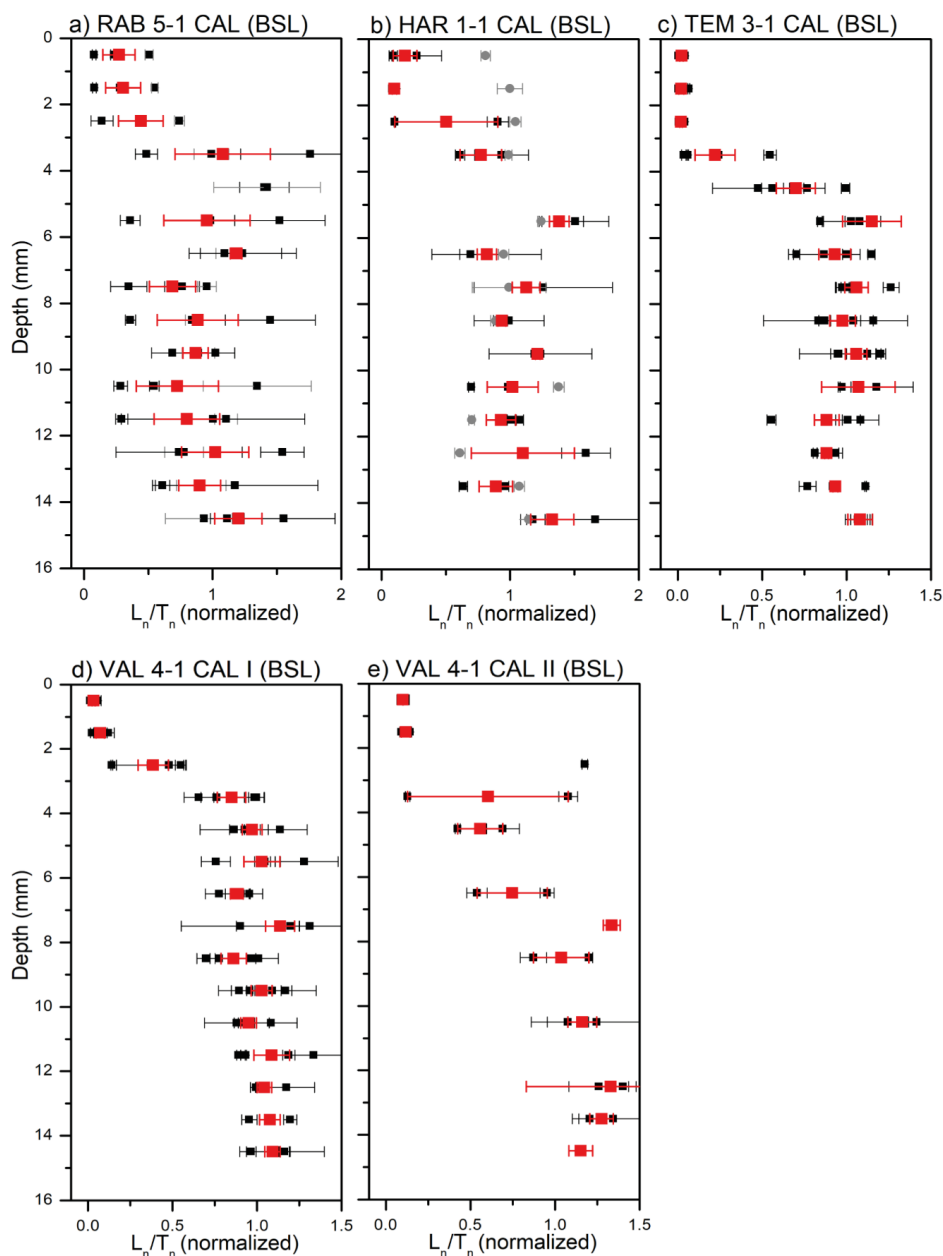 a) RAB 5-1 CAL (BSL)
b) HAR 1-1 CAL (BSL)
c) TEM 3-1 CAL (BSL)
0
2
4
6
8
10
12
14
16
Depth (mm)
0 1 2
0 1 2
0.0 0.5 1.0 1.5
Lₙ/Tₙ (normalized)
Lₙ/Tₙ (normalized)
Lₙ/Tₙ (normalized)
d) VAL 4-1 CAL I (BSL)
e) VAL 4-1 CAL II (BSL)
0
2
4
6
8
10
12
14
16
Depth (mm)
0.0 0.5 1.0 1.5
0.0 0.5 1.0 1.5
Lₙ/Tₙ (normalized)
Lₙ/Tₙ (normalized)